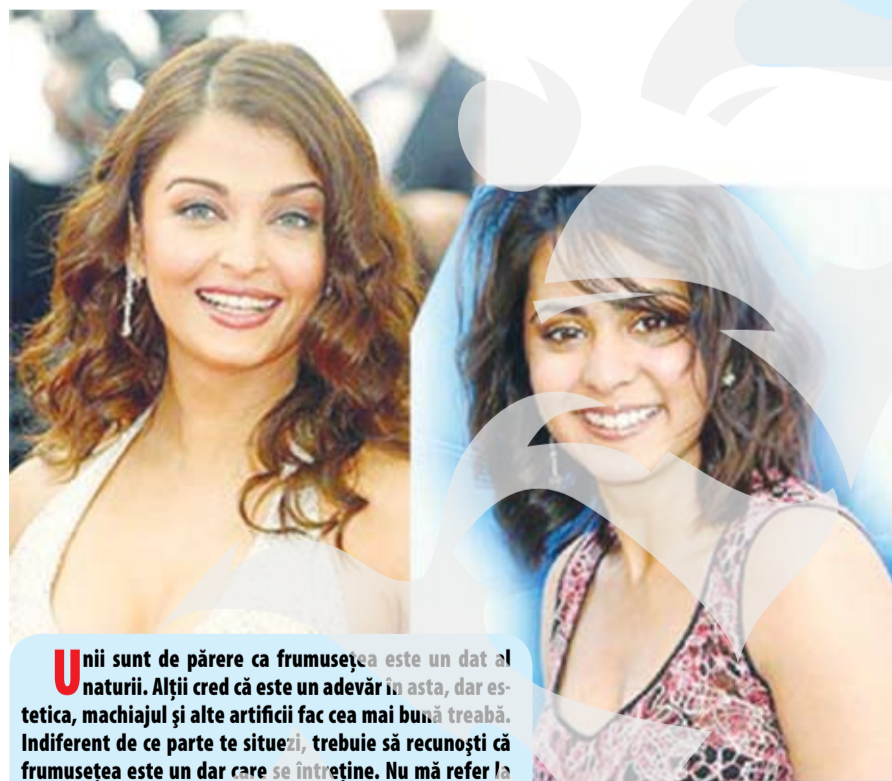 Unii sunt de părere ca frumusețea este un dat al
naturii. Alții cred că este un adevăr în asta, dar es-
tetica, machiajul și alte artificii fac cea mai bună treabă.
Indiferent de ce parte te situezi, trebuie să recunoști că
frumusețea este un dar care se întreține. Nu mă refer la